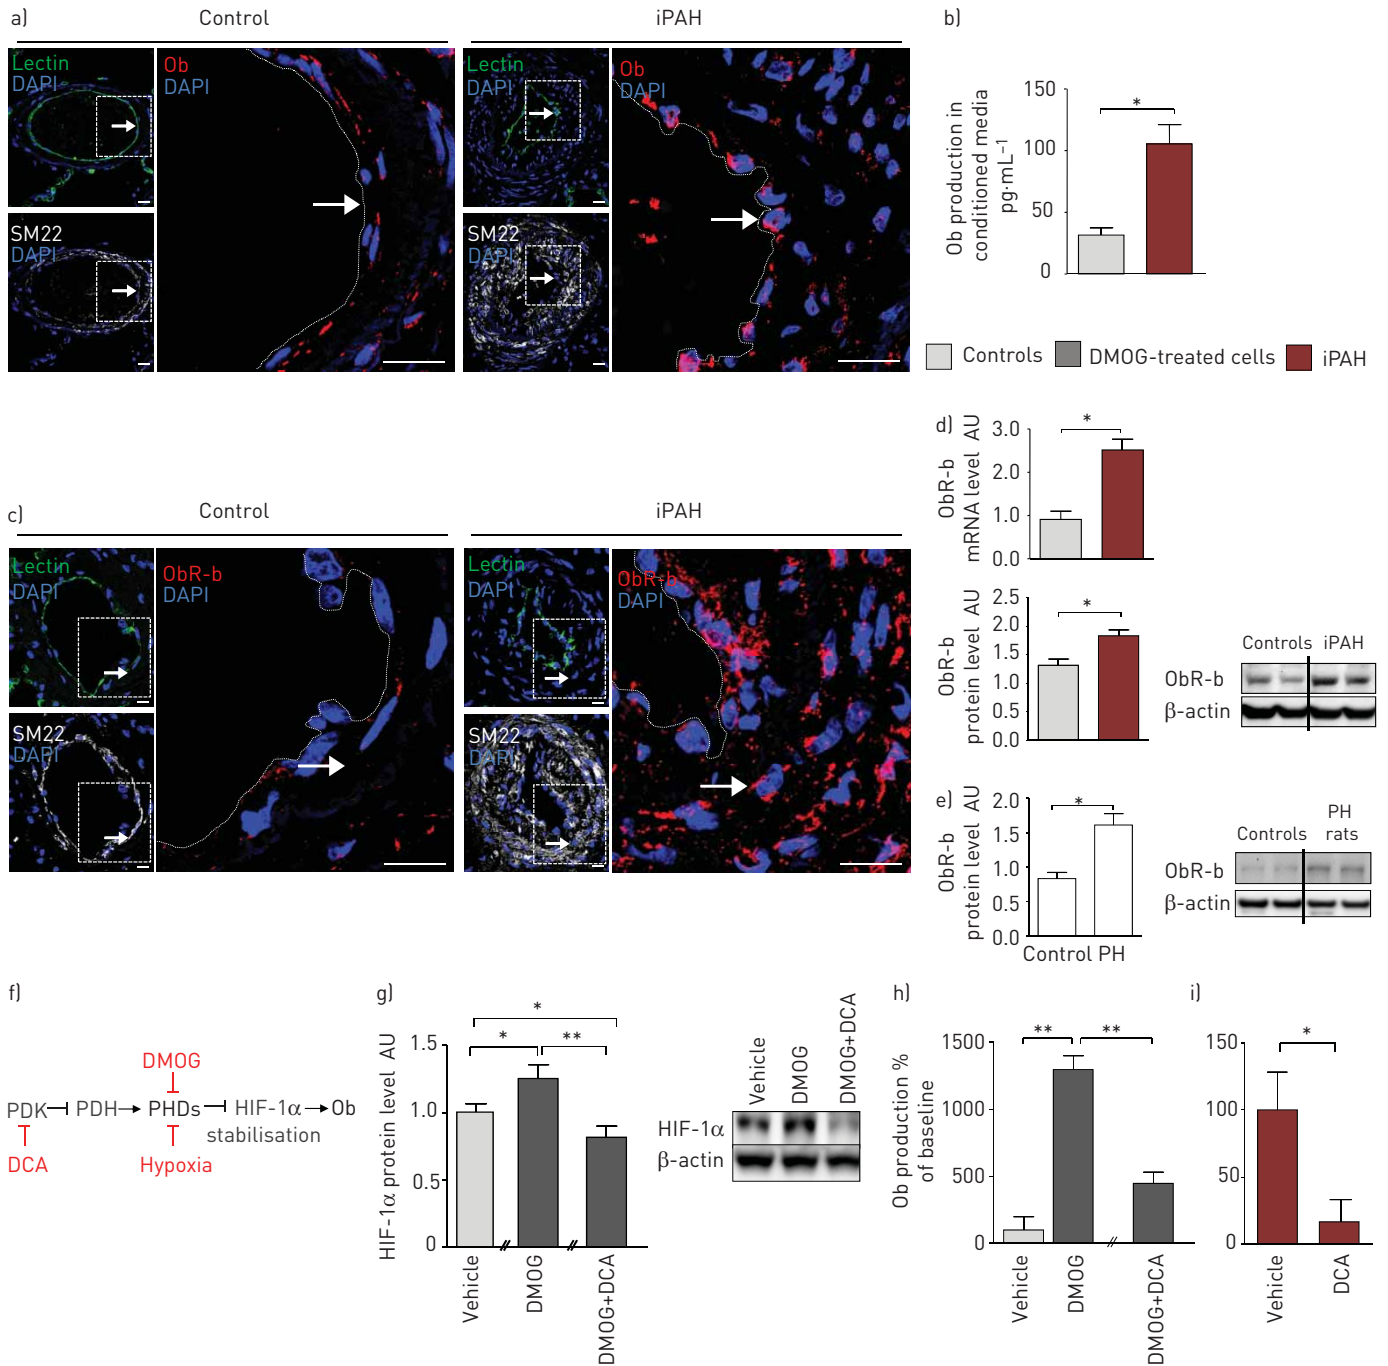 a)
Control
iPAH
Lectin
DAPI
Ob
DAPI
SM22
DAPI
Lectin
DAPI
Ob
DAPI
SM22
DAPI
b)
Ob production in
conditioned media
pg·mL⁻¹
150
100
50
0
*
Controls
DMOG-treated cells
iPAH
c)
Control
iPAH
Lectin
DAPI
ObR-b
DAPI
SM22
DAPI
Lectin
DAPI
ObR-b
DAPI
SM22
DAPI
d)
ObR-b
mRNA level AU
3.0
2.0
1.0
0.0
*
ObR-b
protein level AU
2.5
2.0
1.5
1.0
0.5
0.0
*
Controls iPAH
ObR-b
β-actin
e)
ObR-b
protein level AU
2.0
1.5
1.0
0.5
0.0
*
Control PH
Controls
PH
rats
ObR-b
β-actin
f)
DMOG
PDK
PDH
PHDs
HIF-1α
stabilisation
Ob
DCA
Hypoxia
g)
HIF-1α protein level AU
1.5
1.0
0.5
0
*
*
**
Vehicle
DMOG
DMOG+DCA
Vehicle
DMOG
DMOG+DCA
HIF-1α
β-actin
h)
Ob production %
of baseline
1500
1000
500
0
**
**
Vehicle
DMOG
DMOG+DCA
i)
150
100
50
0
*
Vehicle
DCA